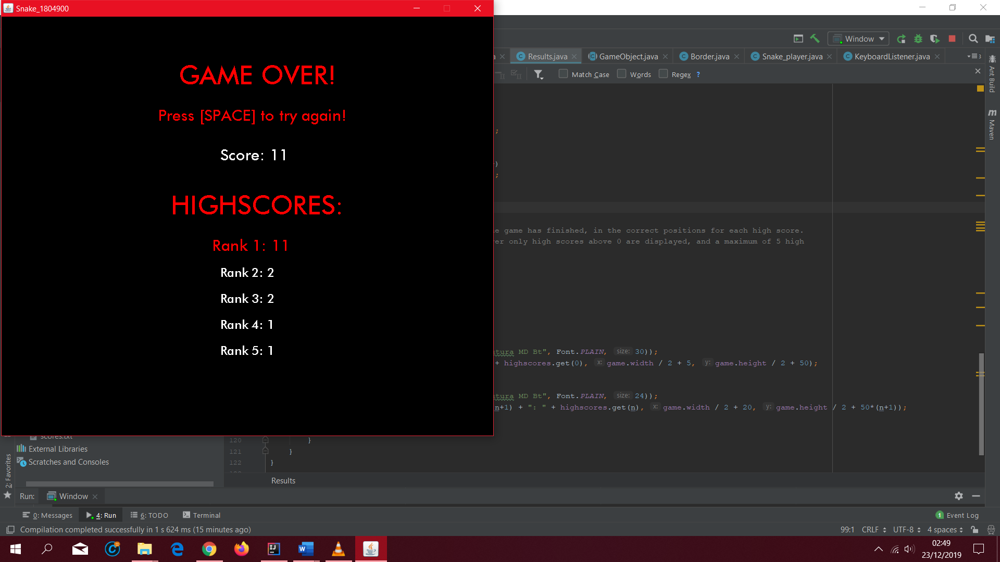 Snake_1804900
GAME OVER!
Press [SPACE] to try again!
Score: 11
HIGHSCORES:
Rank 1: 11
Rank 2: 2
Rank 3: 2
Rank 4: 1
Rank 5: 1
Window
Results.java
GameObject.java
Border.java
Snake_player.java
KeyboardListener.java
3
Match Case
Words
Regex
?
Ant Build
Maven
;
)
;
game has finished, in the correct positions for each high score.
only high scores above 0 are displayed, and a maximum of 5 high
MD Bt", Font.PLAIN, size: 30));
+ highscores.get(0), x: game.width / 2 + 5, y: game.height / 2 + 50);
MD Bt", Font.PLAIN, size: 24));
n+1) + ": " + highscores.get(n), x: game.width / 2 + 20, y: game.height / 2 + 50*(n+1));
scores.txt
External Libraries
Scratches and Consoles
120 }
121 }
122 }
Results
2: Favorites
Run:
Window
0: Messages
4: Run
6: TODO
Terminal
1 Event Log
Compilation completed successfully in 1 s 624 ms (15 minutes ago)
99:1
CRLF
UTF-8
4 spaces
02:49
23/12/2019